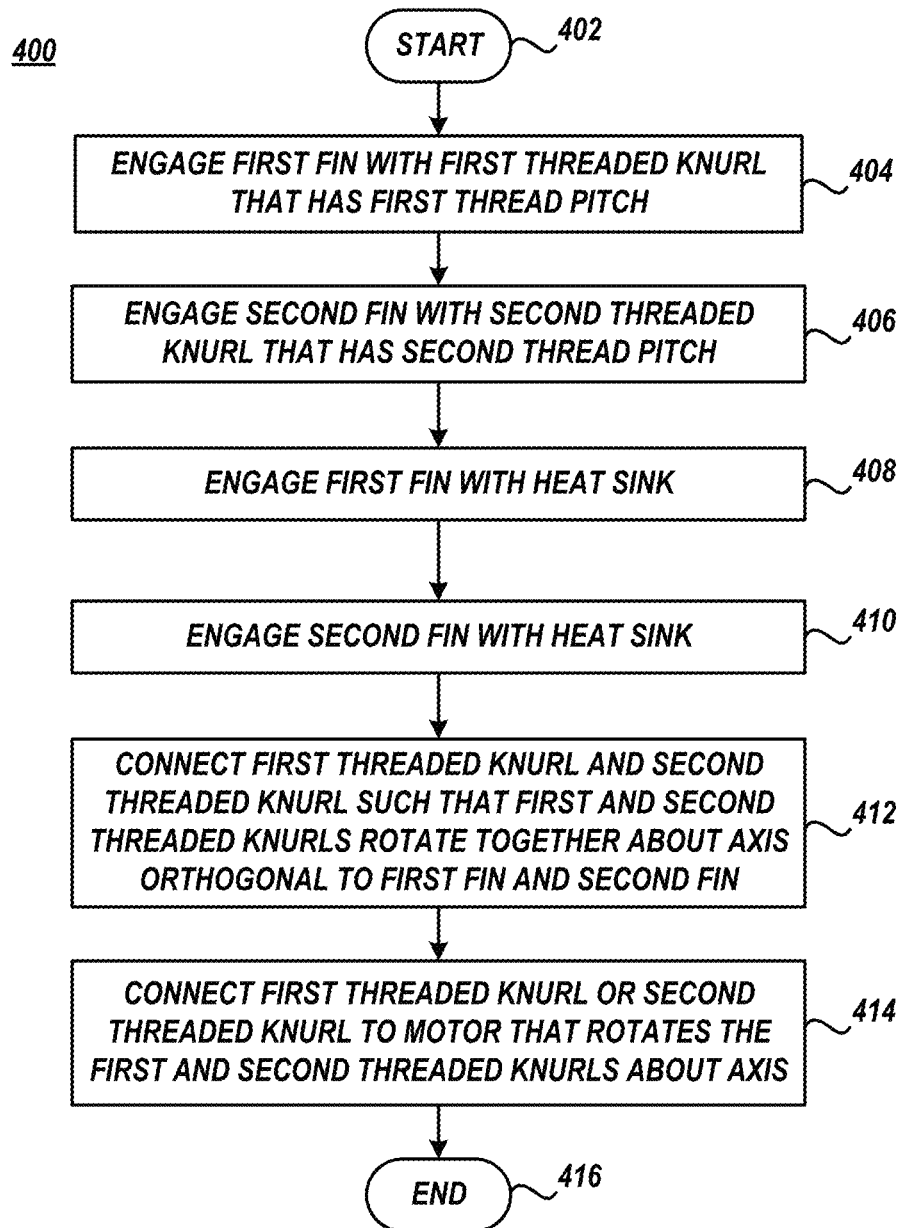 400
START
402
ENGAGE FIRST FIN WITH FIRST THREADED KNURL
THAT HAS FIRST THREAD PITCH
404
ENGAGE SECOND FIN WITH SECOND THREADED
KNURL THAT HAS SECOND THREAD PITCH
406
ENGAGE FIRST FIN WITH HEAT SINK
408
ENGAGE SECOND FIN WITH HEAT SINK
410
CONNECT FIRST THREADED KNURL AND SECOND
THREADED KNURL SUCH THAT FIRST AND SECOND
THREADED KNURLS ROTATE TOGETHER ABOUT AXIS
ORTHOGONAL TO FIRST FIN AND SECOND FIN
412
CONNECT FIRST THREADED KNURL OR SECOND
THREADED KNURL TO MOTOR THAT ROTATES THE
FIRST AND SECOND THREADED KNURLS ABOUT AXIS
414
END
416